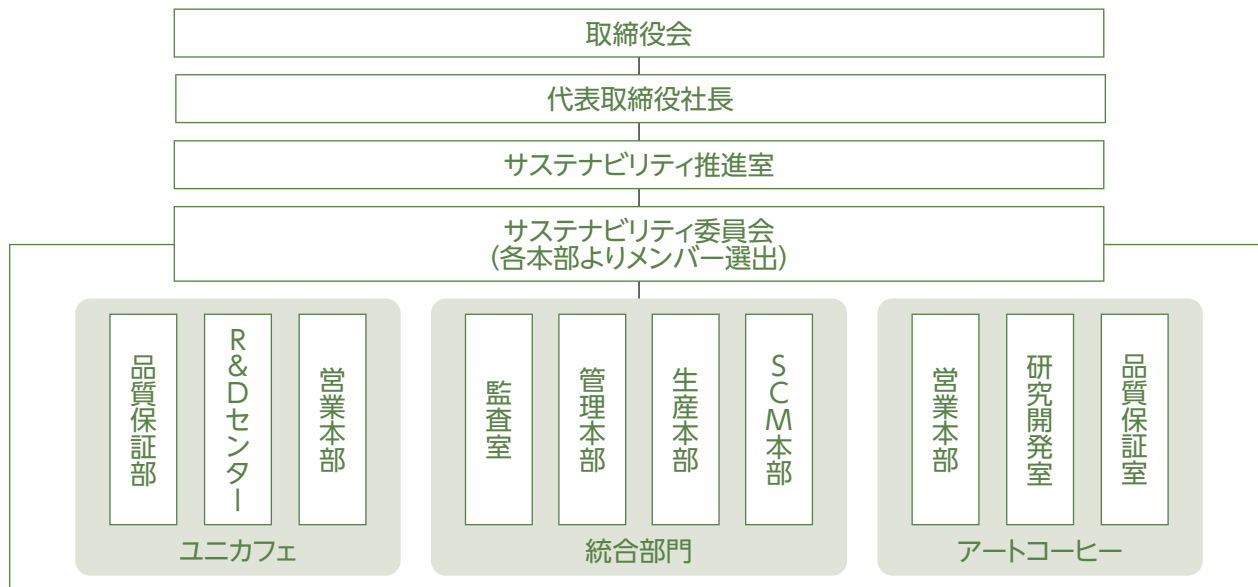 取締役会
代表取締役社長
サステナビリティ推進室
サステナビリティ委員会
(各本部よりメンバー選出)
品質保証部
R&Dセンター
営業本部
ユニカフェ
監査室
管理本部
生産本部
SCM本部
統合部門
営業本部
研究開発室
品質保証室
アートコーヒー